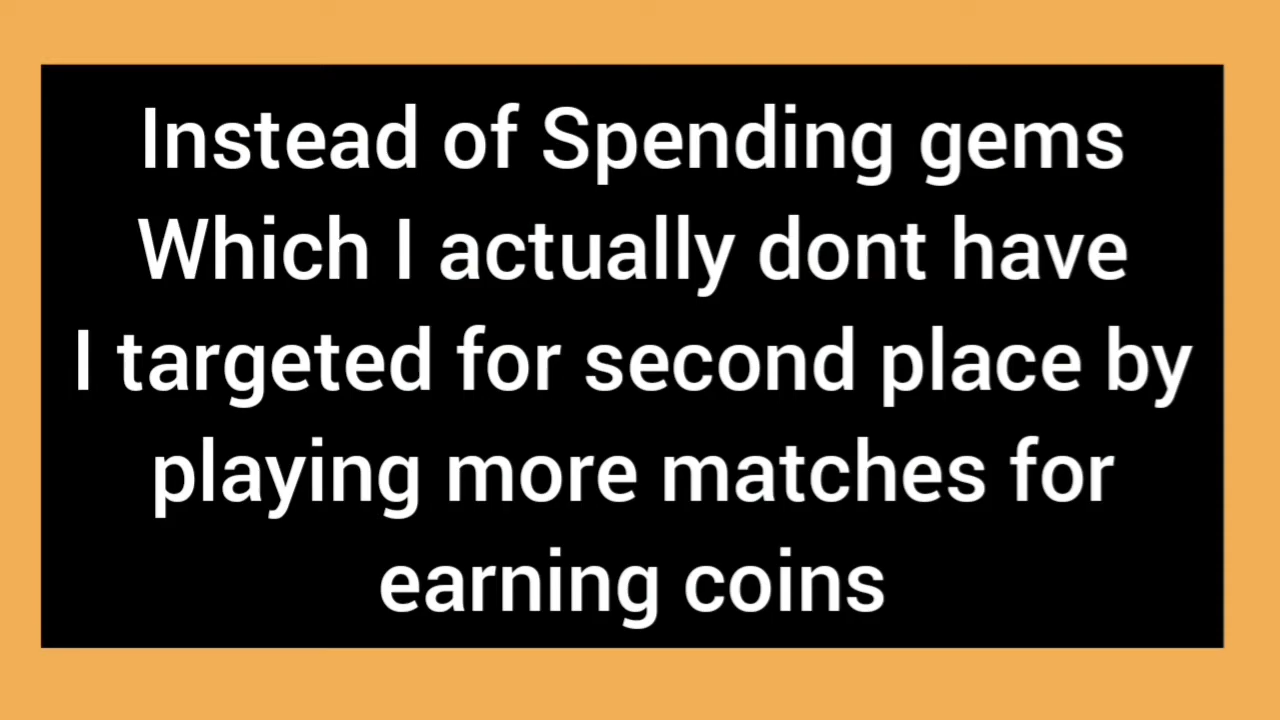 Instead of Spending gems
Which I actually dont have
I targeted for second place by
playing more matches for
earning coins